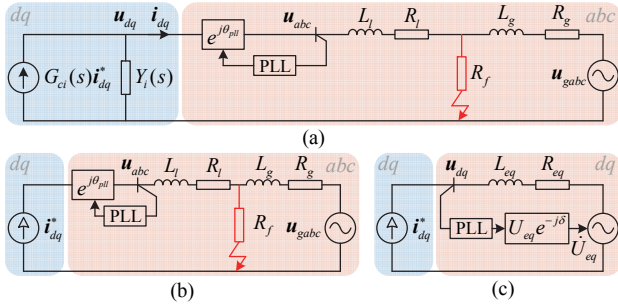 dq
u_dq
i_dq
G_ci(s)i*_dq
Y_i(s)
e^{jθ_pll}
PLL
u_abc
L_l
R_l
R_f
L_g
R_g
abc
u_gabc
(a)
dq
i*_dq
e^{jθ_pll}
PLL
u_abc
L_l
R_l
R_f
L_g
R_g
abc
u_gabc
(b)
dq
i*_dq
u_dq
PLL
L_eq
R_eq
U_eq e^{-jδ}
U̇_eq
dq
(c)